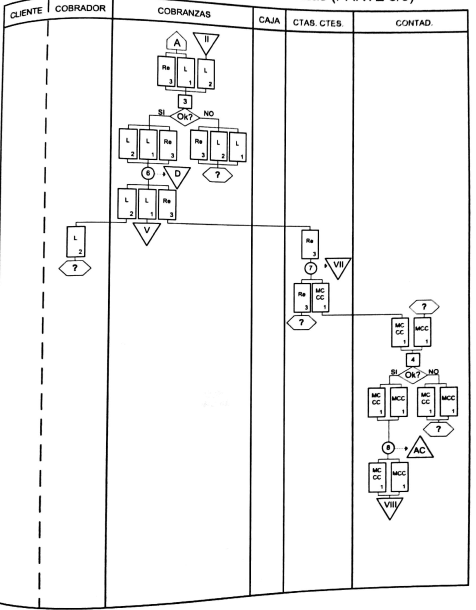 (PARTE 3/3)
CLIENTE COBRADOR COBRANZAS CAJA CTAS. CTES. CONTAD.
A II
Re 3 L 1 L 2
3
SI Ok? NO
L 2 L 1 Re 3 Re 3 L 2 L 1
6 D ?
L 2 L 1 Re 3
L 2 V Re 3
? 7 VII
Re 3 MC CC 1 ?
? MC CC 1 MCC 1
4
SI Ok? NO
MC CC 1 MCC 1 MC CC 1 MCC 1
?
8 AC
MC CC 1 MCC 1
VIII